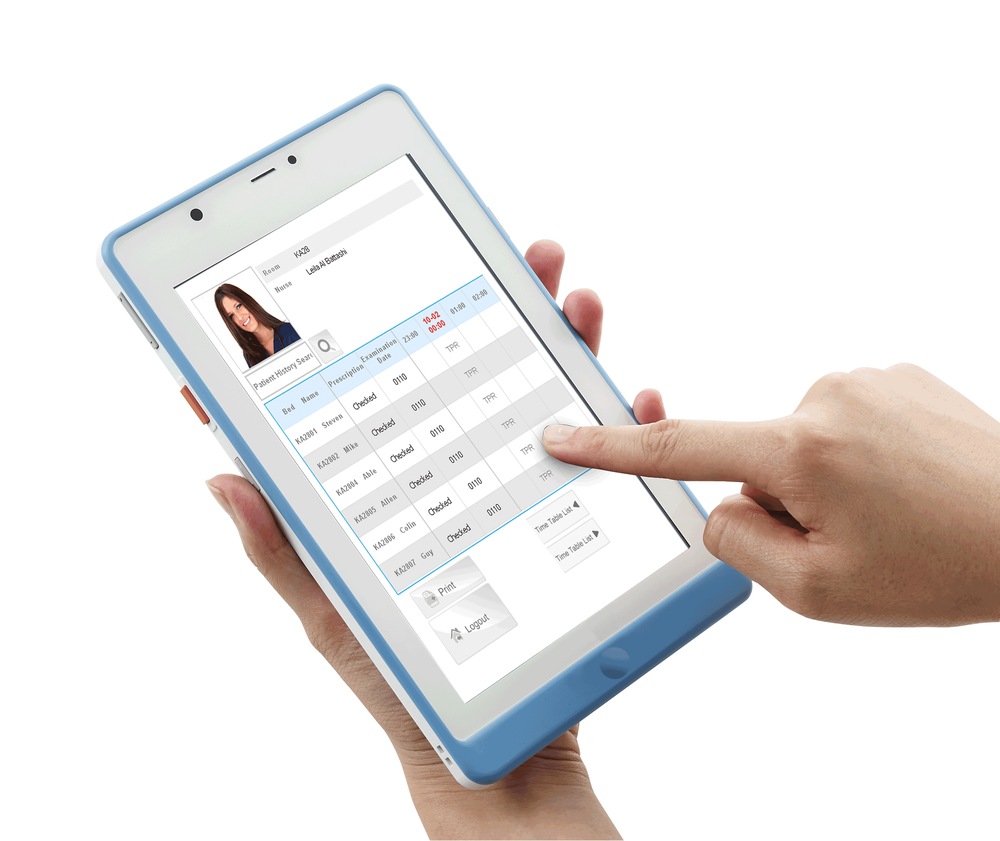 Room KA28
Nurse Leila Al Battashi
Patient History Sear
Bed Name Prescription Examination Date 23:00 10-02 00:00 01:00 02:00
KA2801 Steven Checked 0110 TPR
KA2802 Mike Checked 0110 TPR
KA2804 Able Checked 0110 TPR
KA2805 Allen Checked 0110 TPR
KA2806 Colin Checked 0110 TPR
KA2807 Guy Checked 0110 TPR
Print
Time Table List
Logout
Time Table List